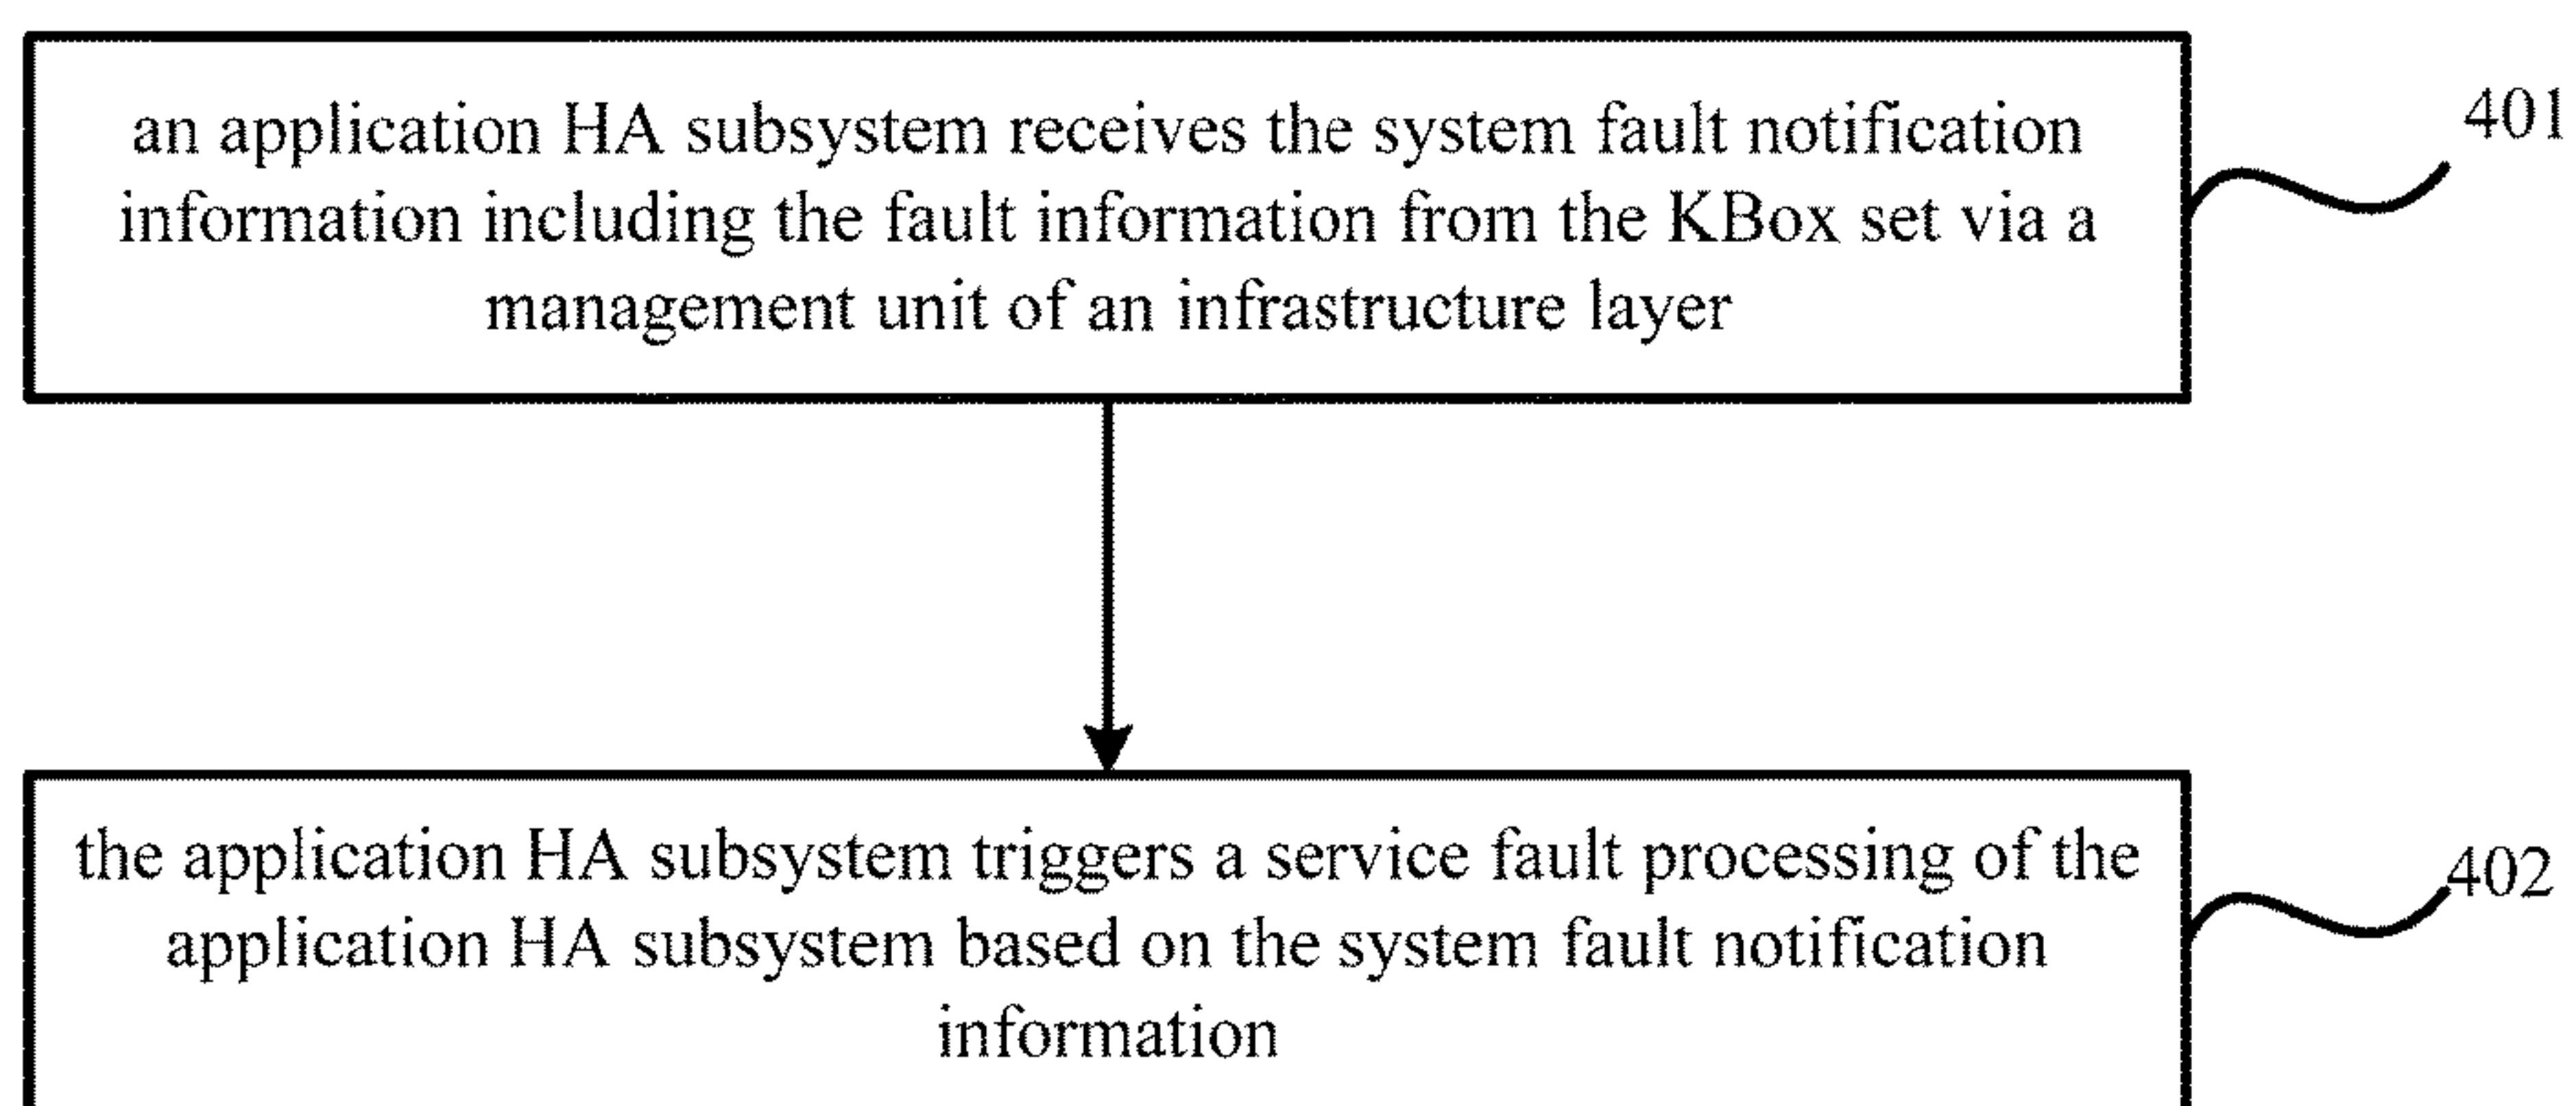 an application HA subsystem receives the system fault notification
information including the fault information from the KBox set via a
management unit of an infrastructure layer
401
the application HA subsystem triggers a service fault processing of the
application HA subsystem based on the system fault notification
information
402